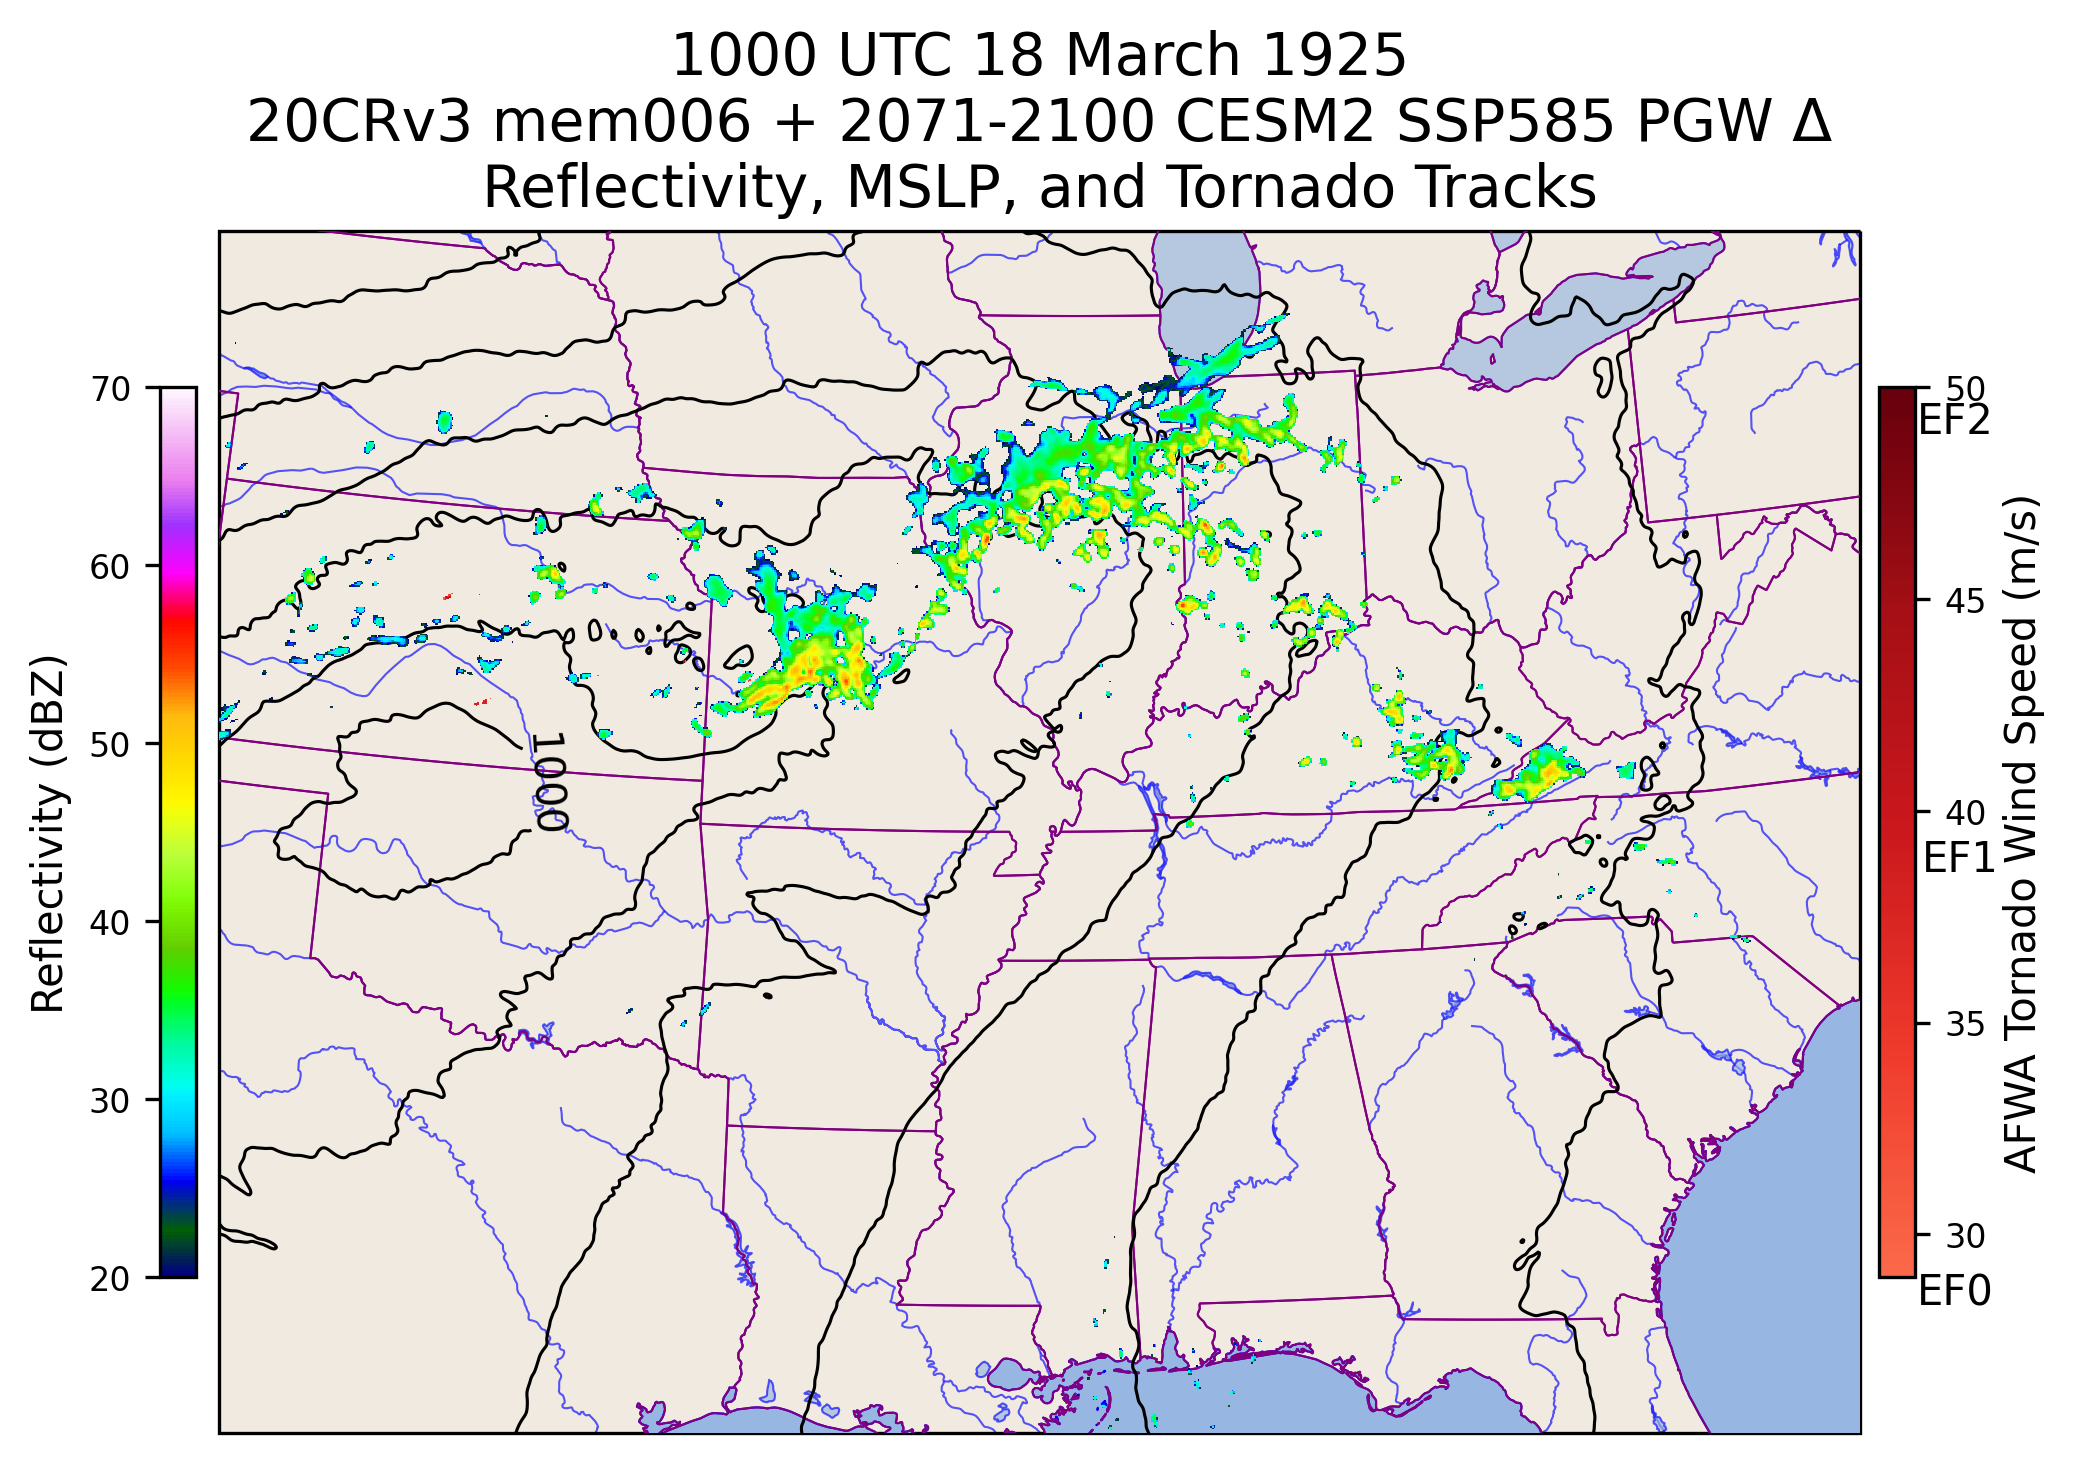 1000 UTC 18 March 1925
20CRv3 mem006 + 2071-2100 CESM2 SSP585 PGW Δ
Reflectivity, MSLP, and Tornado Tracks
70
60
50
40
30
20
Reflectivity (dBZ)
1000
50
EF2
45
40
EF1
35
30
EF0
AFWA Tornado Wind Speed (m/s)